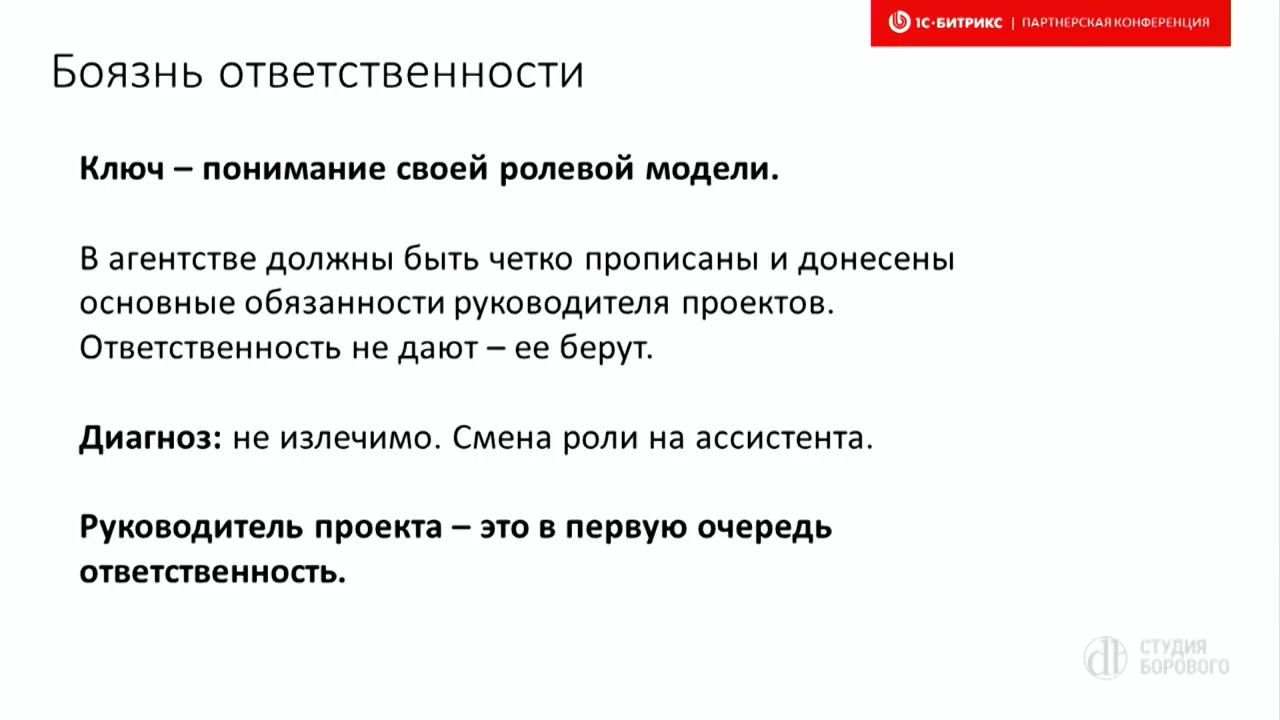 1С-БИТРИКС | ПАРТНЕРСКАЯ КОНФЕРЕНЦИЯ
Боязнь ответственности
Ключ – понимание своей ролевой модели.
В агентстве должны быть четко прописаны и донесены
основные обязанности руководителя проектов.
Ответственность не дают – ее берут.
Диагноз: не излечимо. Смена роли на ассистента.
Руководитель проекта – это в первую очередь
ответственность.
СТУДИЯ
БОРОВОГО